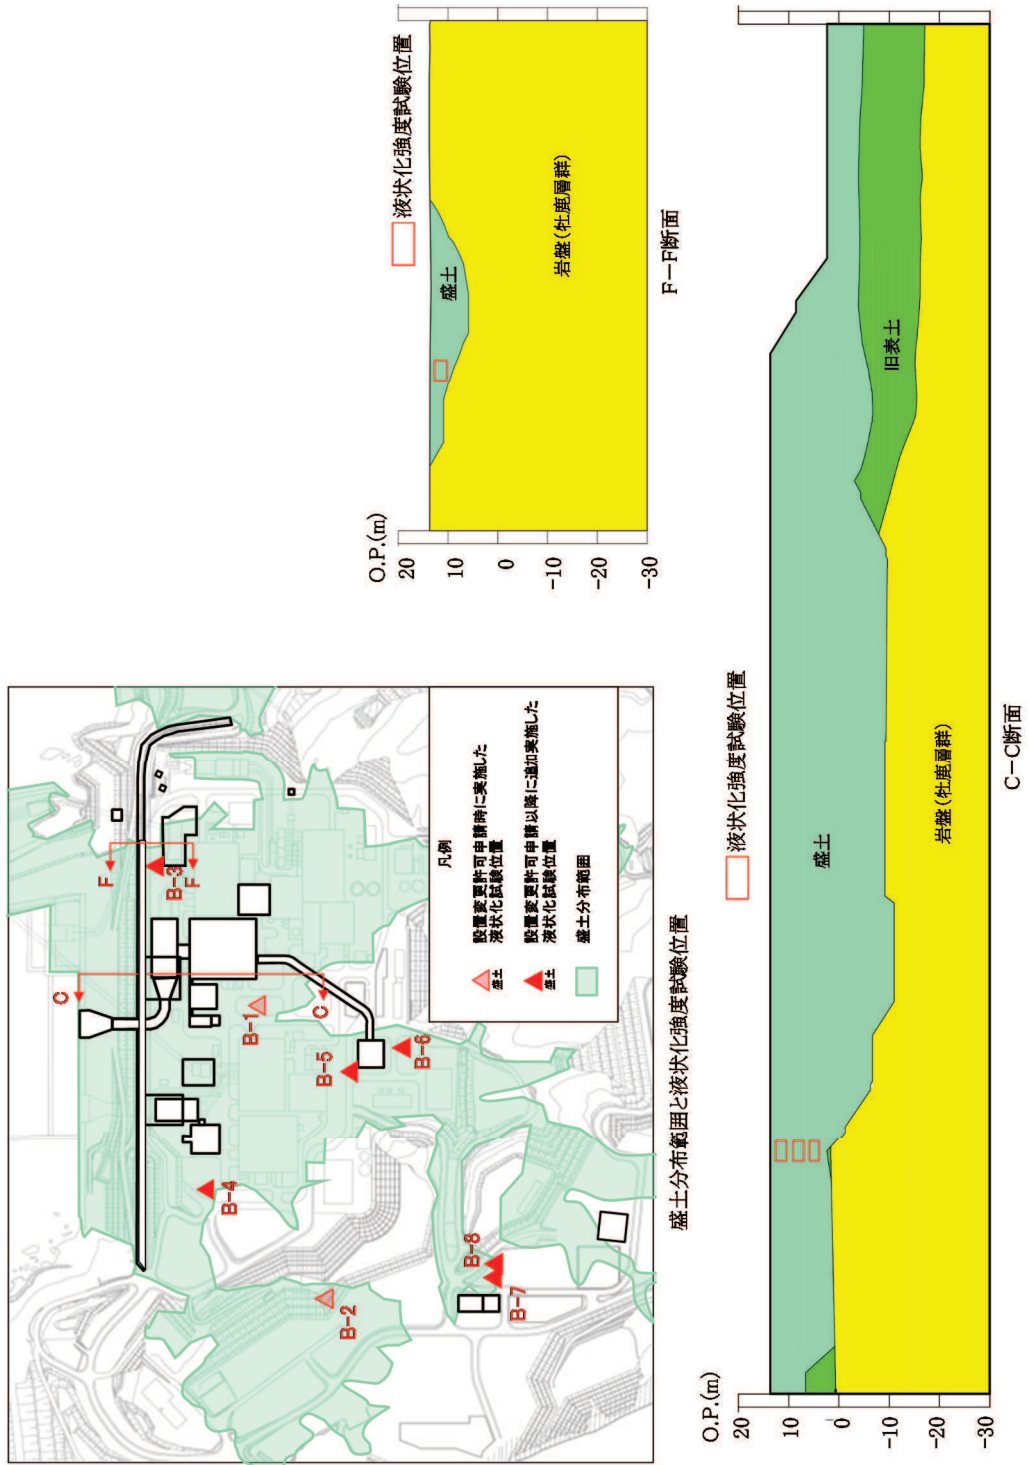 C
C
F
F
B-1
B-2
B-3
B-4
B-5
B-6
B-7
B-8
凡例
盛土
設置変更許可申請時に実施した
液状化試験位置
盛土
設置変更許可申請以降に追加実施した
液状化試験位置
盛土分布範囲
盛土分布範囲と液状化強度試験位置
液状化強度試験位置
O.P.(m)
20
10
0
-10
-20
-30
盛土
岩盤(牡鹿層群)
F-F断面
液状化強度試験位置
O.P.(m)
20
10
0
-10
-20
-30
盛土
旧表土
岩盤(牡鹿層群)
C-C断面